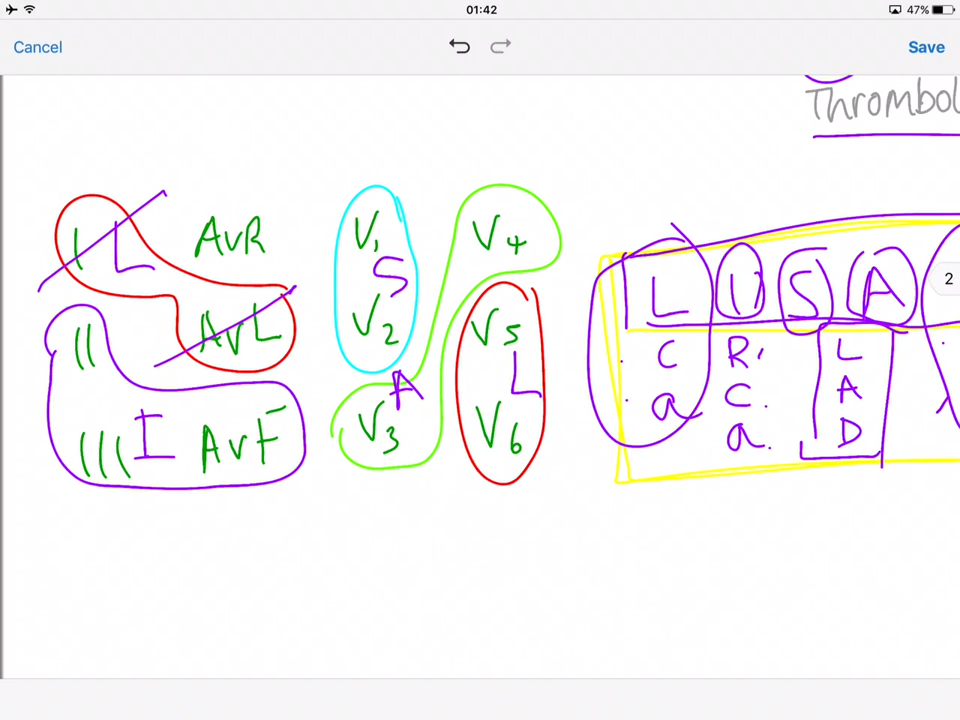 01:42
47%
Cancel
Save
Thrombol
I L AvR V1 V4
S
II AvL V2 V5
A L
III I AvF V3 V6
L I S A
2
C R. L
a C. A
a. D